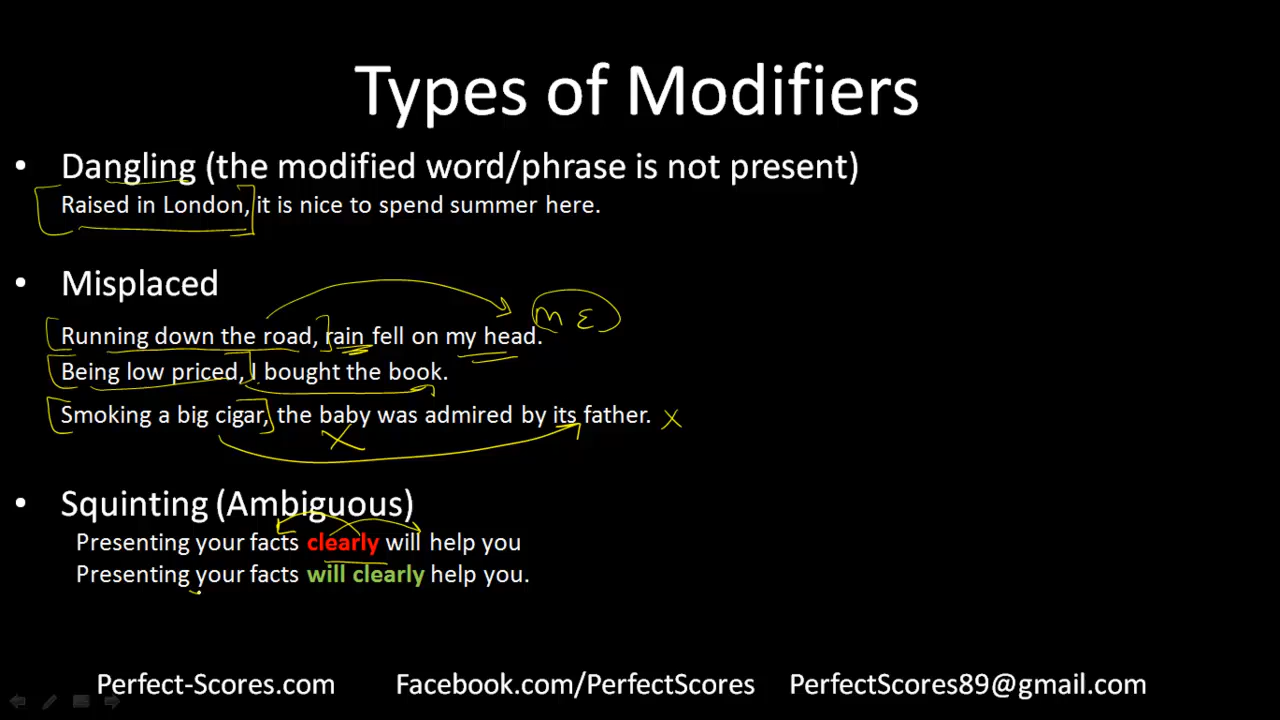 Types of Modifiers
• Dangling (the modified word/phrase is not present)
Raised in London, it is nice to spend summer here.
• Misplaced
M E
Running down the road, rain fell on my head.
Being low priced, I bought the book.
Smoking a big cigar, the baby was admired by its father. X
X
• Squinting (Ambiguous)
Presenting your facts clearly will help you
Presenting your facts will clearly help you.
Perfect-Scores.com Facebook.com/PerfectScores PerfectScores89@gmail.com